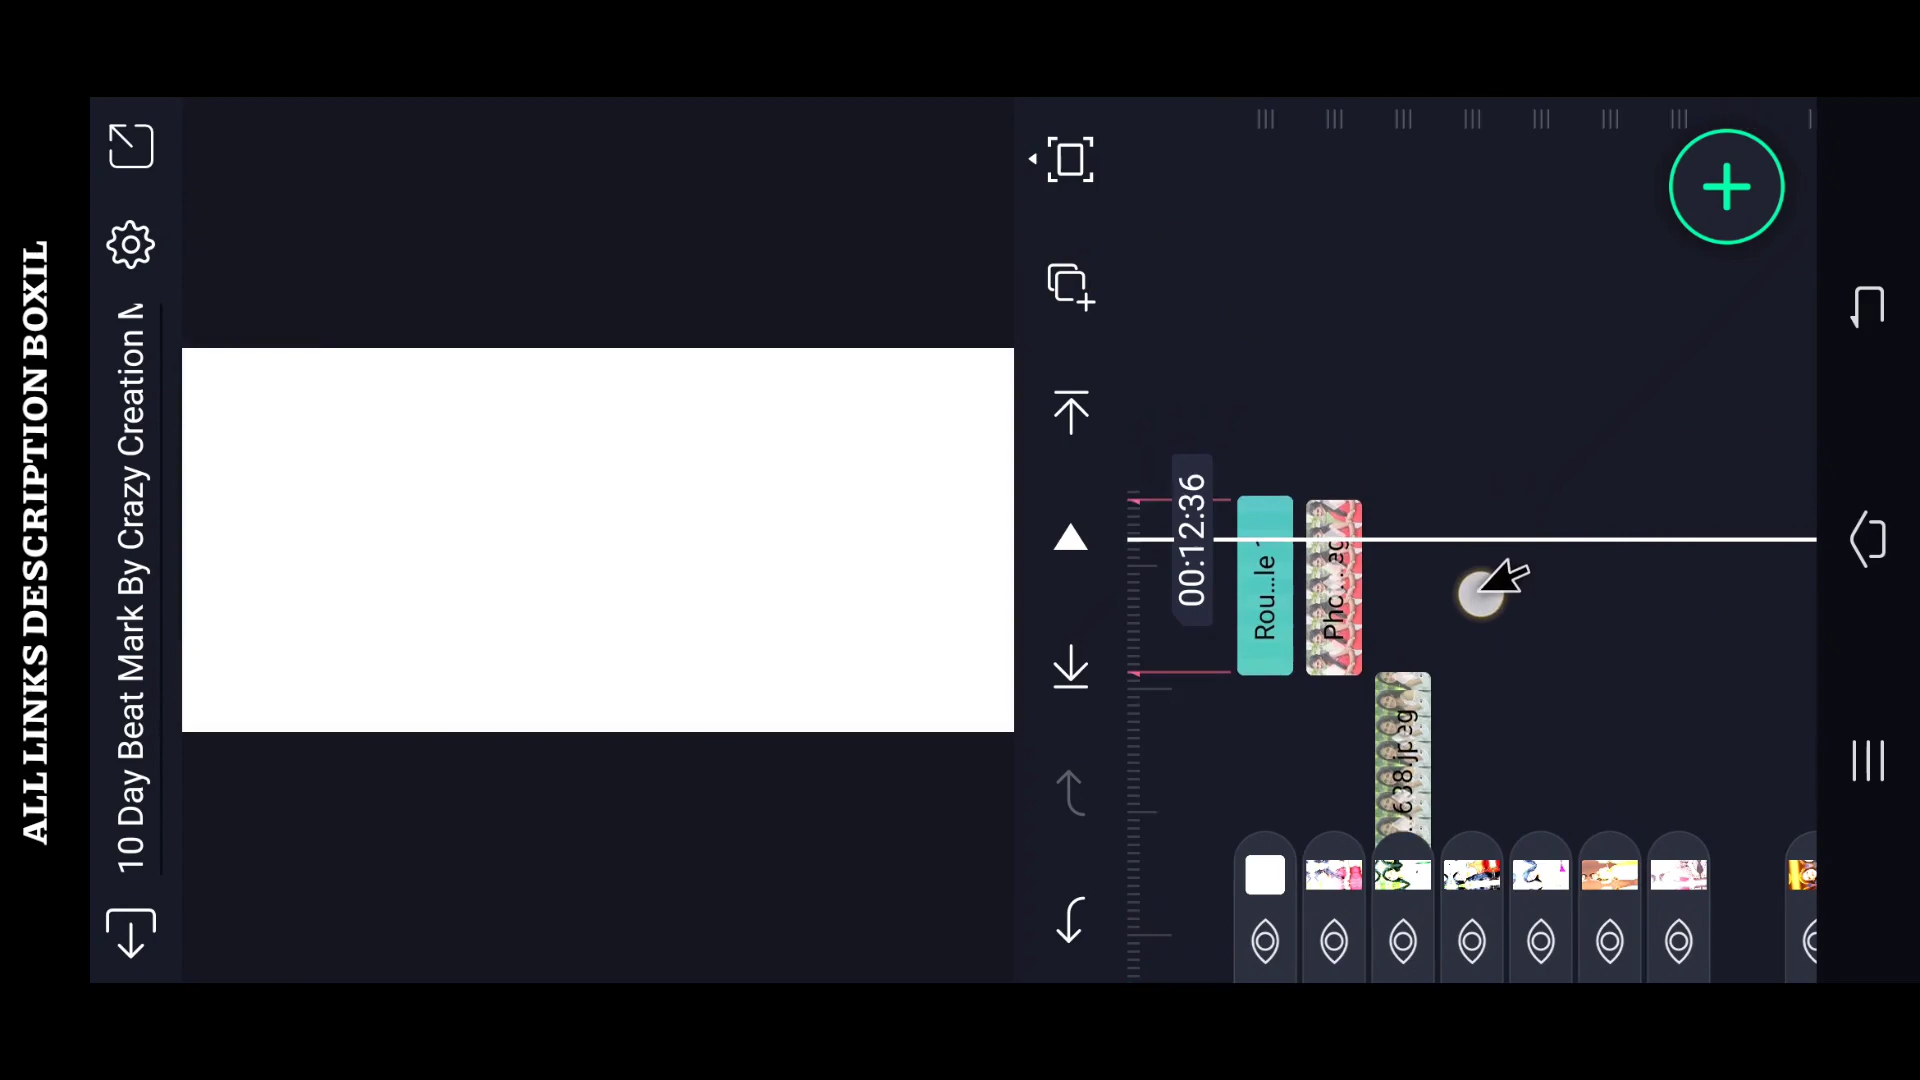 ALL LINKS DESCRIPTION BOXIL
10 Day Beat Mark By Crazy Creation
00:12:36
Rou...le
Pho...eg
...638.jpeg